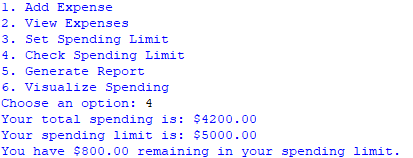 1. Add Expense
2. View Expenses
3. Set Spending Limit
4. Check Spending Limit
5. Generate Report
6. Visualize Spending
Choose an option: 4
Your total spending is: $4200.00
Your spending limit is: $5000.00
You have $800.00 remaining in your spending limit.